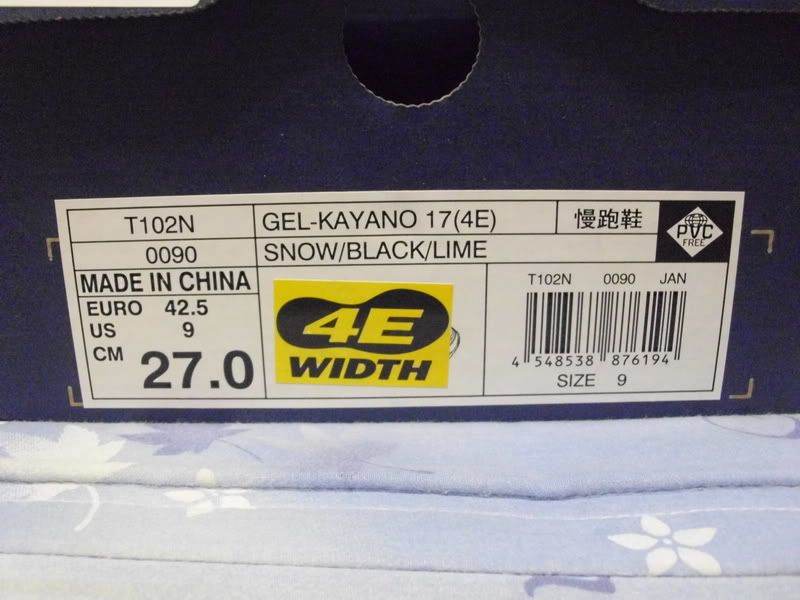 T102N
GEL-KAYANO 17(4E)
慢跑鞋
PVC
FREE
0090
SNOW/BLACK/LIME
MADE IN CHINA
EURO 42.5
US 9
CM 27.0
4E
WIDTH
T102N 0090 JAN
4 548538 876194
SIZE 9